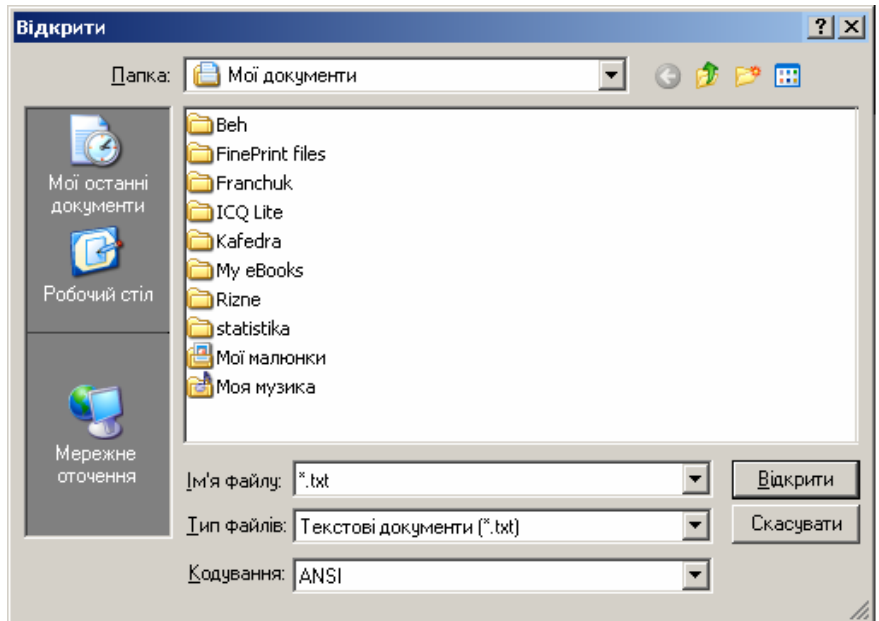 Відкрити
Папка: Мої документи
Мої останні
документи
Робочий стіл
Мережне
оточення
Beh
FinePrint files
Franchuk
ICQ Lite
Kafedra
My eBooks
Rizne
statistika
Мої малюнки
Моя музика
Ім'я файлу: *.txt
Відкрити
Тип файлів: Текстові документи (*.txt)
Скасувати
Кодування: ANSI